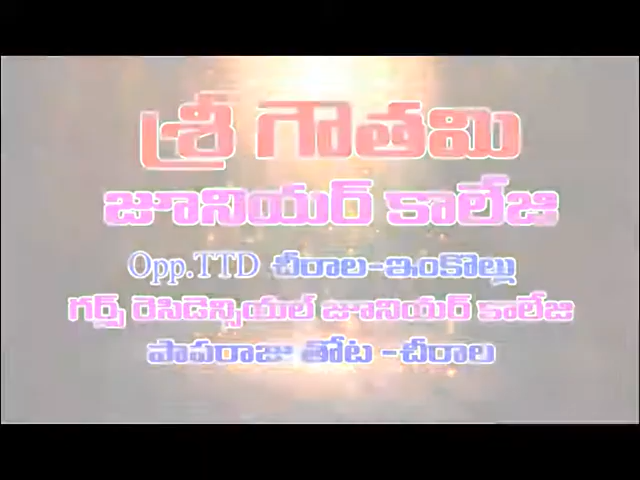 శ్రీ గౌతమి
జూనియర్ కాలేజి
Opp.TTD చీరాల-ఇంకొల్లు
గర్ల్స్ రెసిడెన్సియల్ జూనియర్ కాలేజి
పాపరాజు తోట -చీరాల